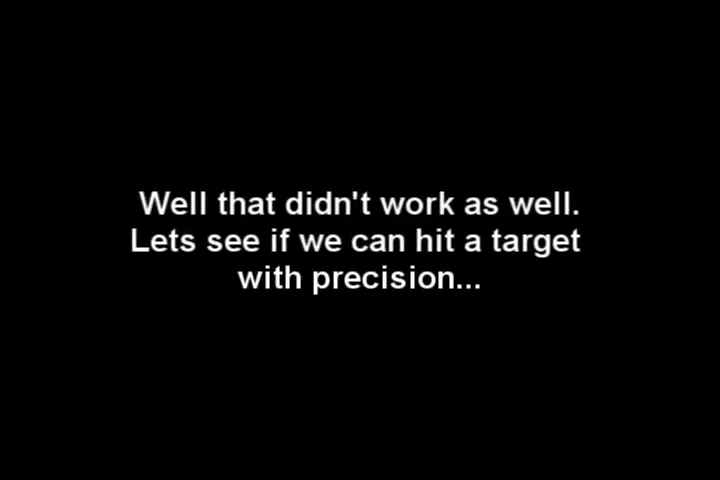 Well that didn't work as well.
Lets see if we can hit a target
with precision...